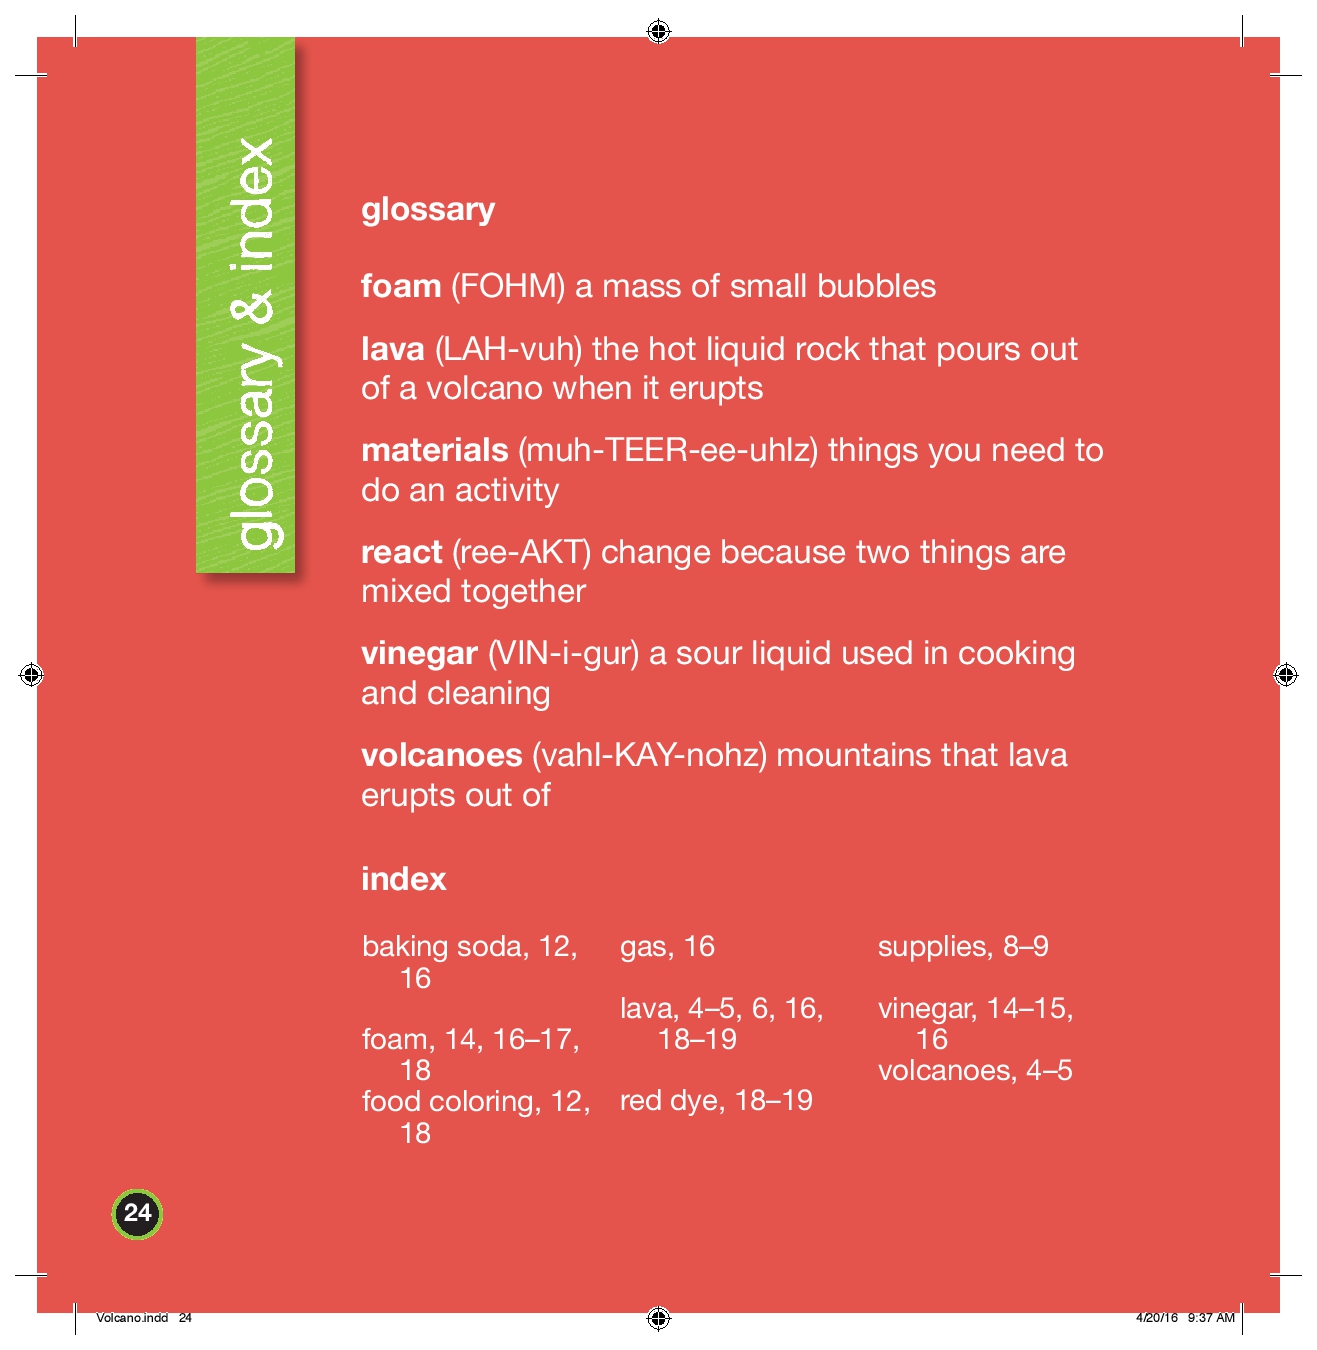 glossary & index
glossary
foam (FOHM) a mass of small bubbles
lava (LAH-vuh) the hot liquid rock that pours out
of a volcano when it erupts
materials (muh-TEER-ee-uhlz) things you need to
do an activity
react (ree-AKT) change because two things are
mixed together
vinegar (VIN-i-gur) a sour liquid used in cooking
and cleaning
volcanoes (vahl-KAY-nohz) mountains that lava
erupts out of
index
baking soda, 12,
16
foam, 14, 16–17,
18
food coloring, 12,
18
gas, 16
lava, 4–5, 6, 16,
18–19
red dye, 18–19
supplies, 8–9
vinegar, 14–15,
16
volcanoes, 4–5
24
Volcano.indd 24
4/20/16 9:37 AM